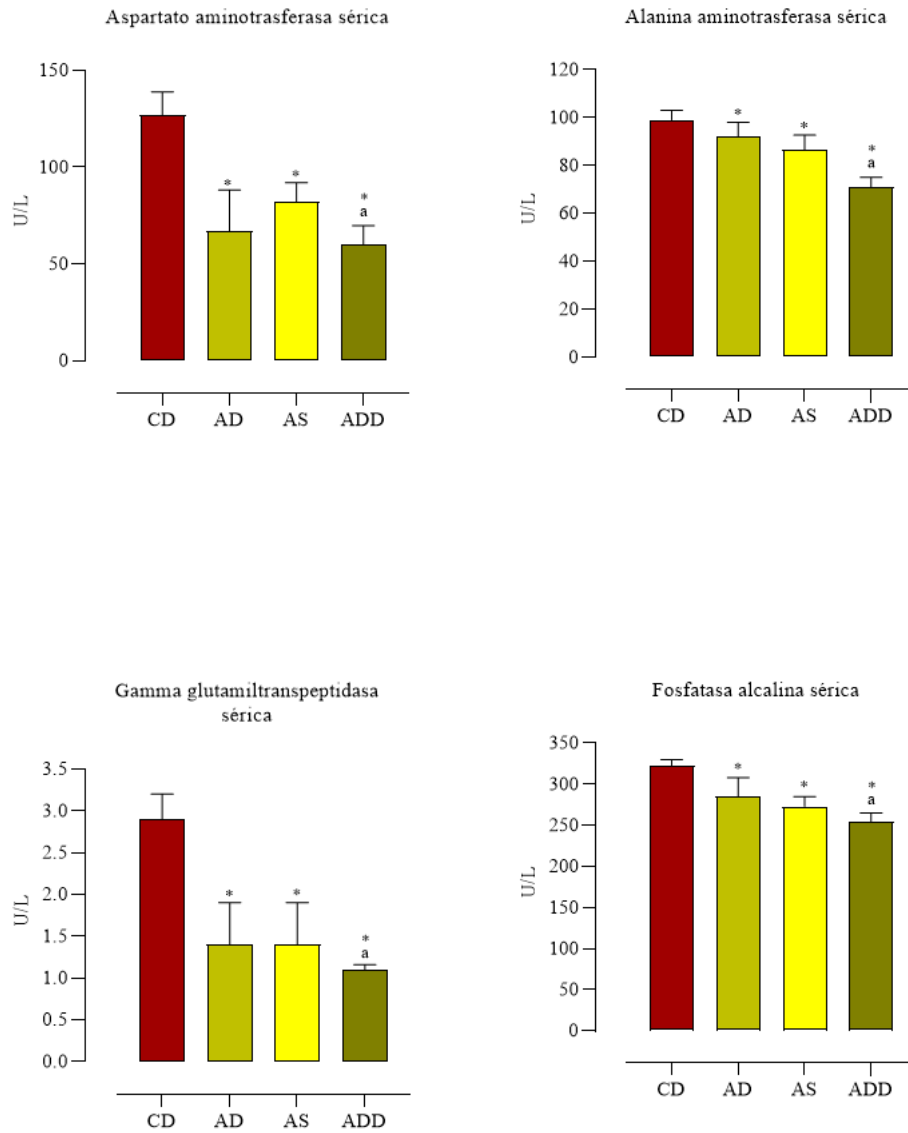 Aspartato aminotrasferasa sérica
150
100
50
0
U/L
*
*
*
a
CD AD AS ADD
Alanina aminotrasferasa sérica
120
100
80
60
40
20
0
U/L
*
*
*
a
CD AD AS ADD
Gamma glutamiltranspeptidasa
sérica
3.5
3.0
2.5
2.0
1.5
1.0
0.5
0.0
U/L
*
*
*
a
CD AD AS ADD
Fosfatasa alcalina sérica
350
300
250
200
150
100
50
0
U/L
*
*
*
a
CD AD AS ADD